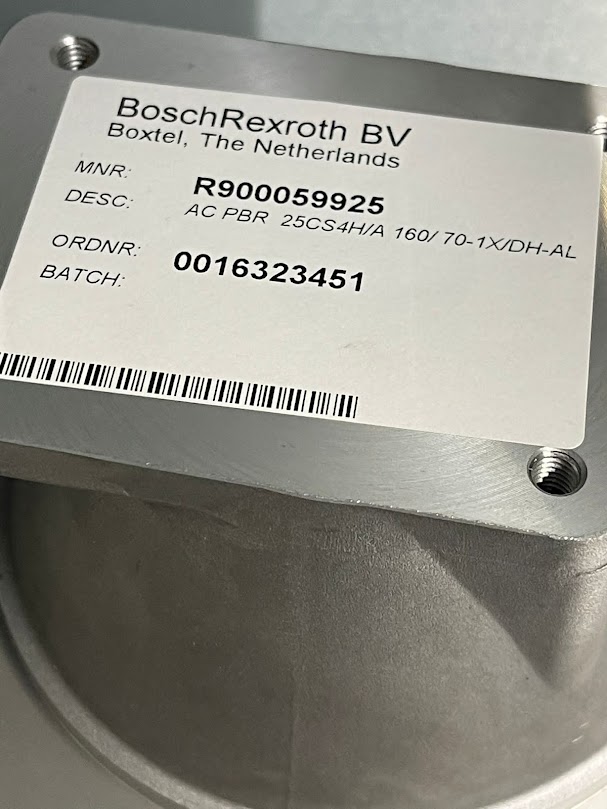 BoschRexroth BV
Boxtel, The Netherlands
MNR: R900059925
DESC: AC PBR 25CS4H/A 160/ 70-1X/DH-AL
ORDNR: 0016323451
BATCH: